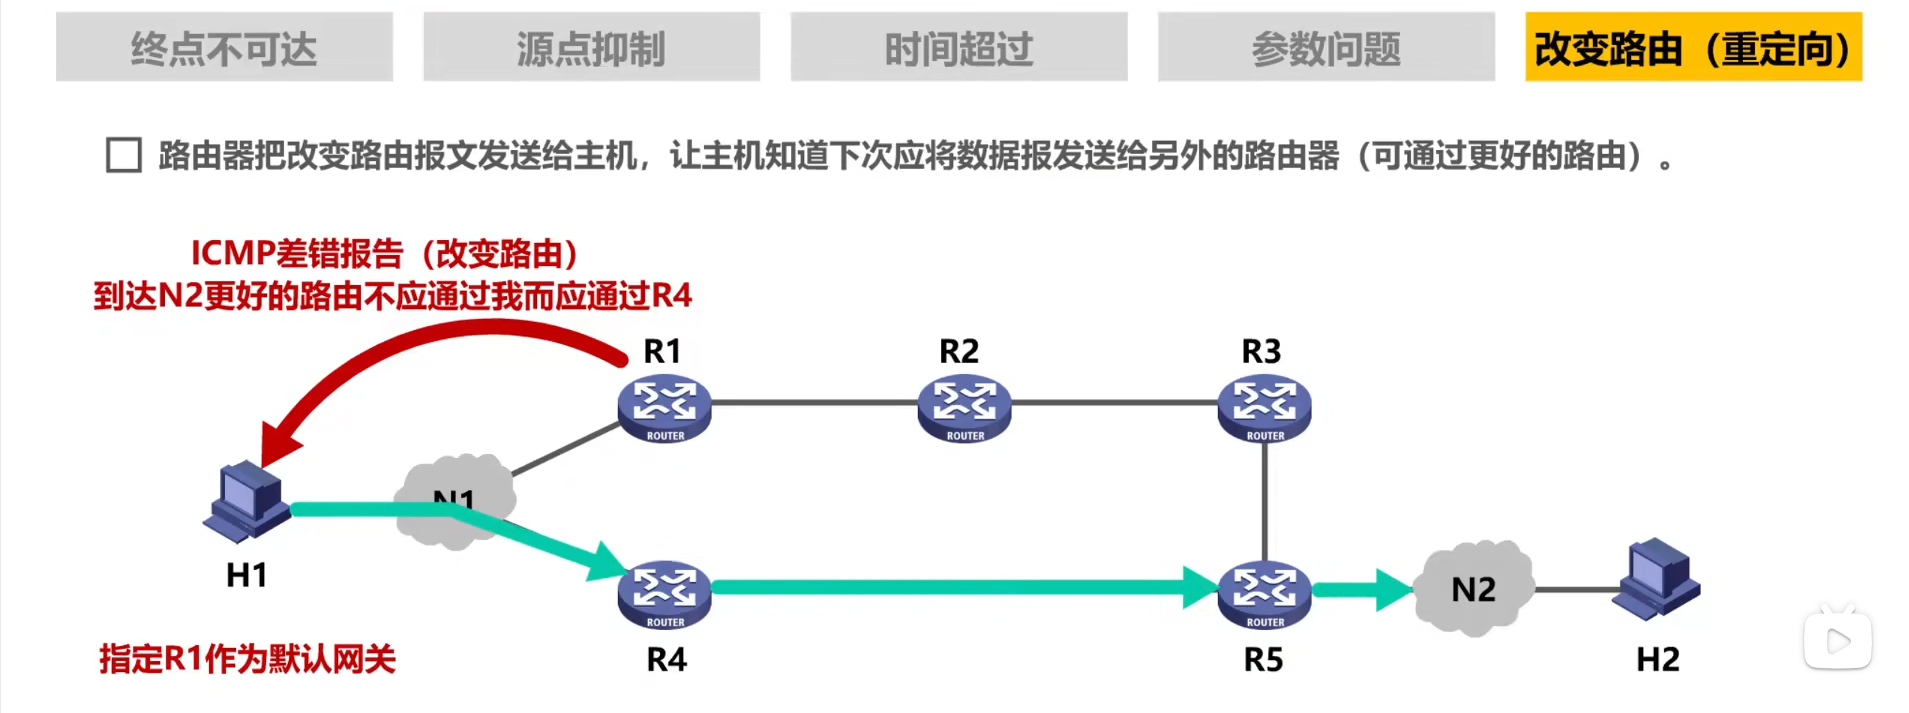 终点不可达
源点抑制
时间超过
参数问题
改变路由（重定向）
路由器把改变路由报文发送给主机，让主机知道下次应将数据报发送给另外的路由器（可通过更好的路由）。
ICMP差错报告（改变路由）
到达N2更好的路由不应通过我而应通过R4
R1
R2
R3
ROUTER
ROUTER
ROUTER
N1
H1
ROUTER
ROUTER
N2
指定R1作为默认网关
R4
R5
H2